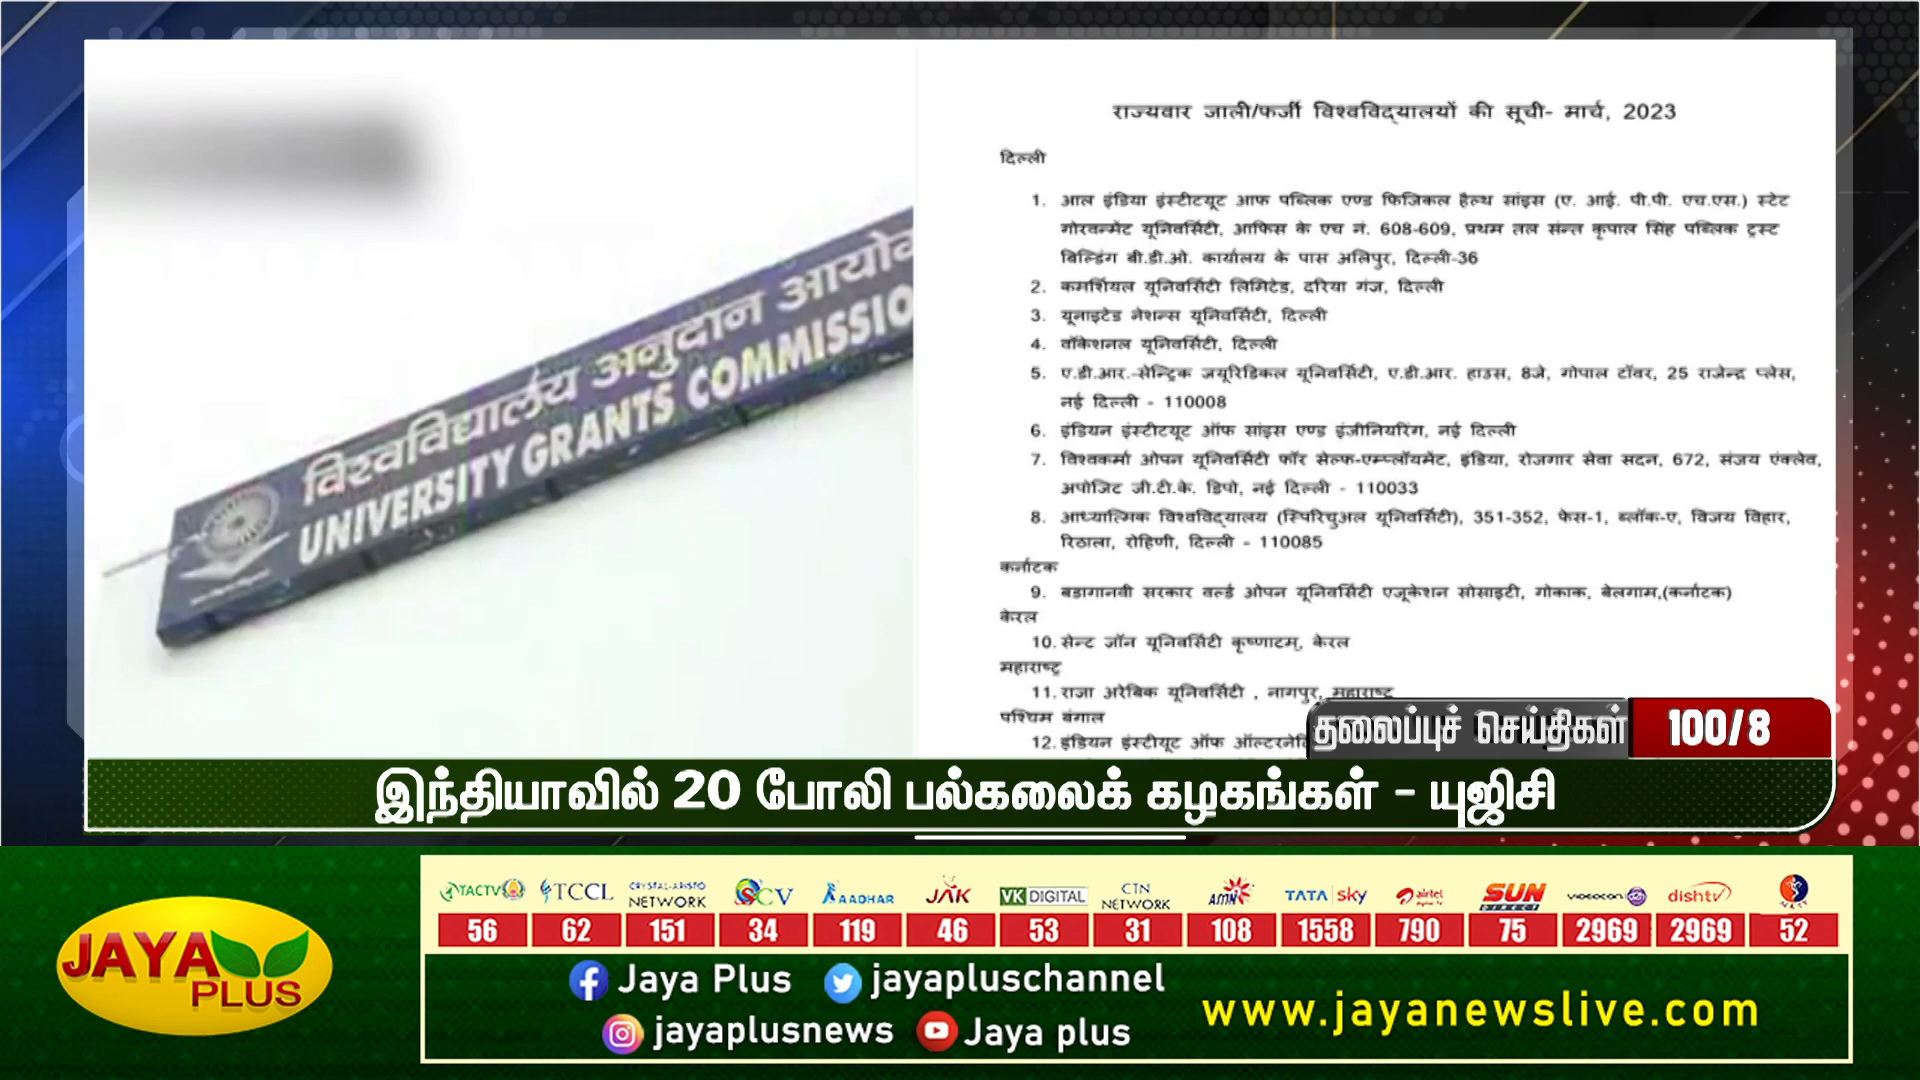 विश्वविद्यालय अनुदान आयो
UNIVERSITY GRANTS COMMISSIO
राज्यवार जाली/फर्जी विश्वविद्यालयों की सूची- मार्च, 2023
दिल्ली
1. आल इंडिया इंस्टीटयूट आफ पब्लिक एण्ड फिजिकल हैल्थ सांइस (ए. आई. पी.पी. एच.एस.) स्टेट
गोरवन्मेंट यूनिवर्सिटी, आफिस के एच नं. 608-609, प्रथम तल संन्त कृपाल सिंह पब्लिक ट्रस्ट
बिल्डिंग बी.डी.ओ. कार्यालय के पास अलिपुर, दिल्ली-36
2. कमर्शियल यूनिवर्सिटी लिमिटेड, दरिया गंज, दिल्ली
3. यूनाइटेड नेशन्स यूनिवर्सिटी, दिल्ली
4. वॉकेशनल यूनिवर्सिटी, दिल्ली
5. ए.डी.आर.-सेन्ट्रिक जयूरिडिकल यूनिवर्सिटी, ए.डी.आर. हाउस, 8जे, गोपाल टॉवर, 25 राजेन्द्र प्लेस,
नई दिल्ली - 110008
6. इंडियन इंस्टीटयूट ऑफ सांइस एण्ड इंजीनियरिंग, नई दिल्ली
7. विश्वकर्मा ओपन यूनिवर्सिटी फॉर सेल्फ-एम्प्लॉयमेंट, इंडिया, रोजगार सेवा सदन, 672, संजय एंक्लेव,
अपोजिट जी.टी.के. डिपो, नई दिल्ली - 110033
8. आध्यात्मिक विश्वविद्यालय (स्पिरिचुअल यूनिवर्सिटी), 351-352, फेस-1, ब्लॉक-ए, विजय विहार,
रिठाला, रोहिणी, दिल्ली - 110085
कर्नाटक
9. बडागानवी सरकार वर्ल्ड ओपन यूनिवर्सिटी एजूकेशन सोसाइटी, गोकाक, बेलगाम,(कर्नाटक)
केरल
10. सेन्ट जॉन यूनिवर्सिटी कृष्णाटम्, केरल
महाराष्ट्र
11. राजा अरेबिक यूनिवर्सिटी , नागपुर, महाराष्ट्र
पश्चिम बंगाल
12. इंडियन इंस्टीयूट ऑफ ऑल्टरनेटि
தலைப்புச் செய்திகள் 100/8
இந்தியாவில் 20 போலி பல்கலைக் கழகங்கள் - யுஜிசி
TACTV TCCL CRYSTAL-ARISTO NETWORK SCV AADHAR JAK VK DIGITAL CTN NETWORK AMN TATA sky airtel SUN DIRECT videocon dishtv
56 62 151 34 119 46 53 31 108 1558 790 75 2969 2969 52
JAYA PLUS
Jaya Plus jayapluschannel
jayaplusnews Jaya plus
www.jayanewslive.com